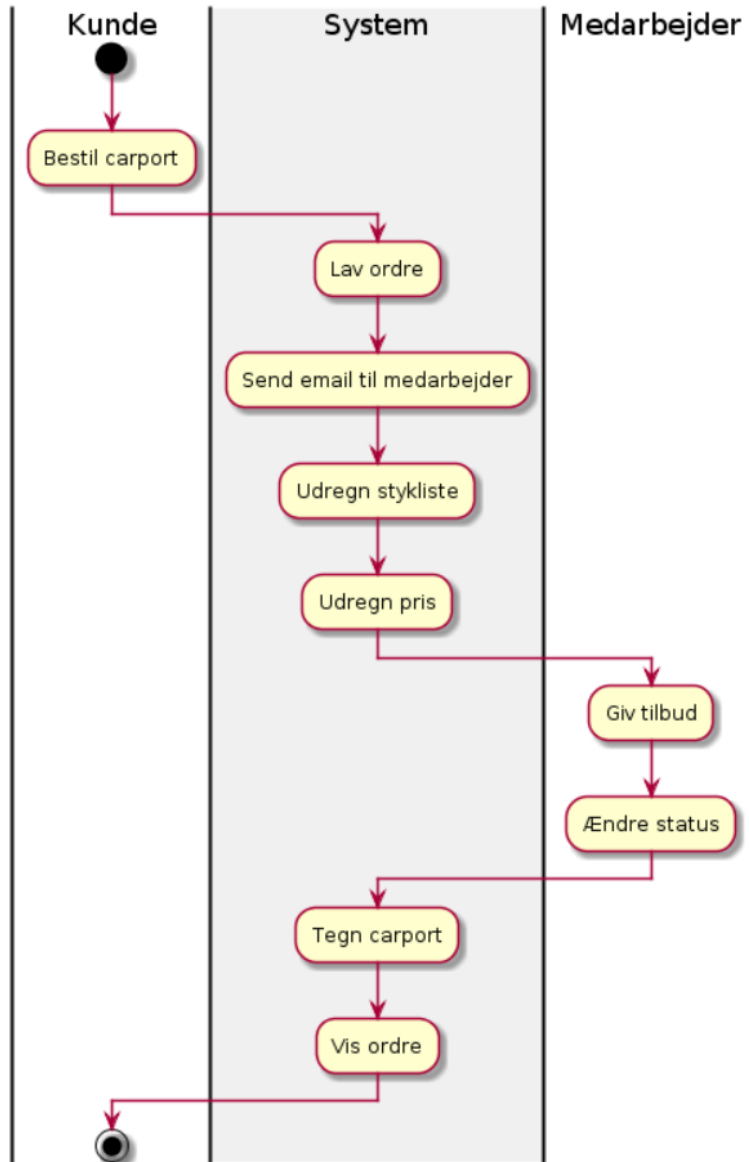 Kunde
System
Medarbejder
Bestil carport
Lav ordre
Send email til medarbejder
Udregn stykliste
Udregn pris
Giv tilbud
Ændre status
Tegn carport
Vis ordre